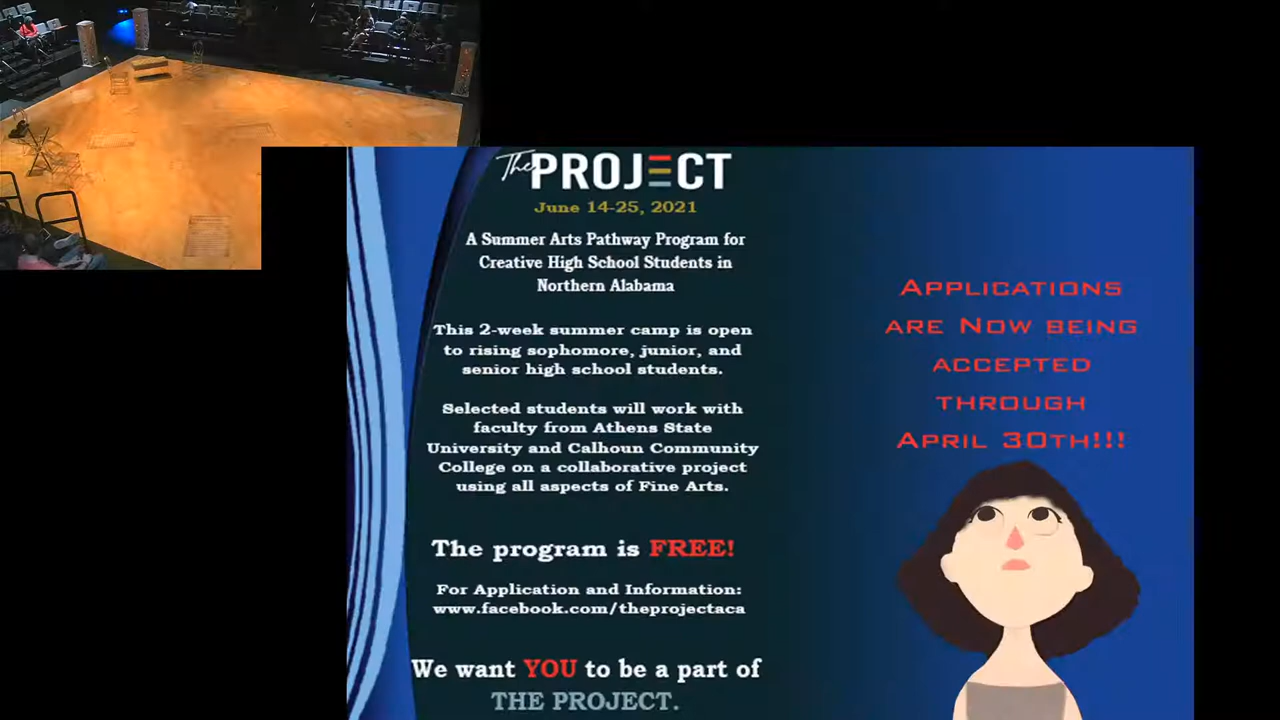 The PROJECT
June 14-25, 2021
A Summer Arts Pathway Program for
Creative High School Students in
Northern Alabama
This 2-week summer camp is open
to rising sophomore, junior, and
senior high school students.
Selected students will work with
faculty from Athens State
University and Calhoun Community
College on a collaborative project
using all aspects of Fine Arts.
The program is FREE!
For Application and Information:
www.facebook.com/theprojectaca
We want YOU to be a part of
THE PROJECT.
APPLICATIONS
ARE NOW BEING
ACCEPTED
THROUGH
APRIL 30TH!!!